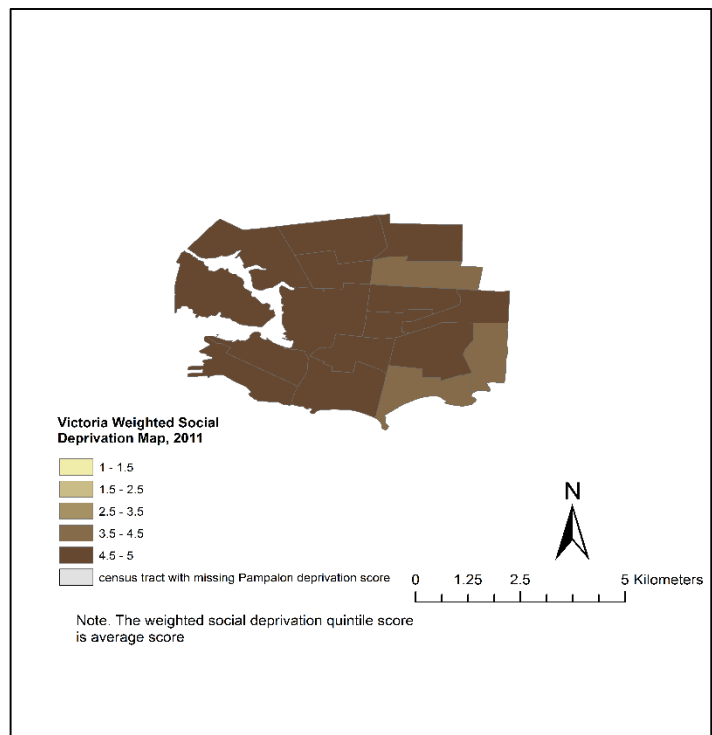 Victoria Weighted Social
Deprivation Map, 2011
1 - 1.5
1.5 - 2.5
2.5 - 3.5
3.5 - 4.5
4.5 - 5
census tract with missing Pampalon deprivation score
N
0 1.25 2.5 5 Kilometers
Note. The weighted social deprivation quintile score
is average score